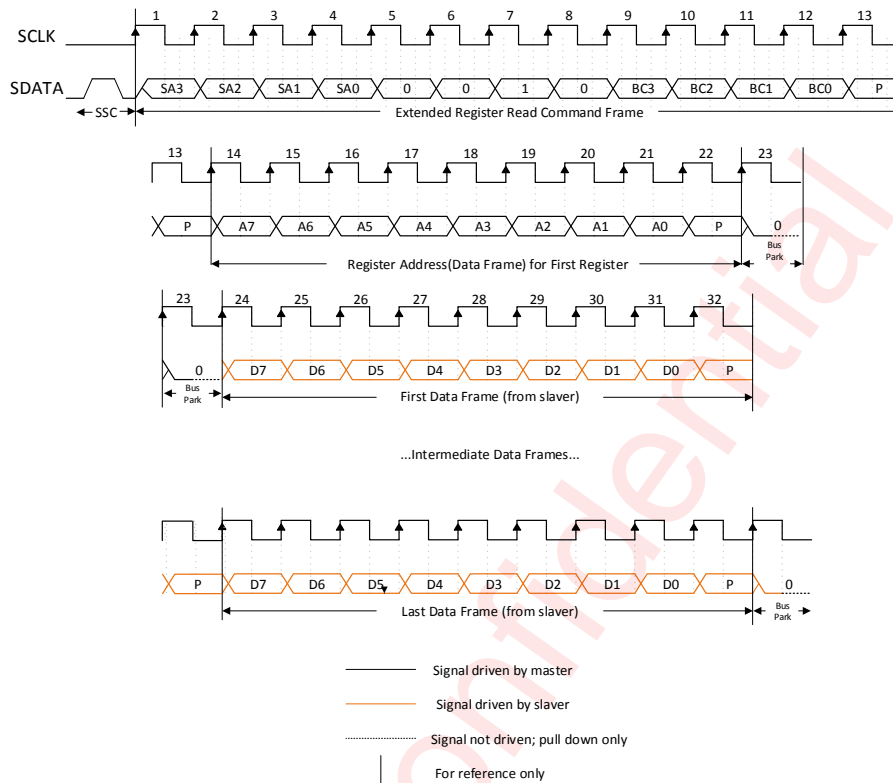 1 2 3 4 5 6 7 8 9 10 11 12 13
SCLK
SDATA SA3 SA2 SA1 SA0 0 0 1 0 BC3 BC2 BC1 BC0 P
SSC Extended Register Read Command Frame
13 14 15 16 17 18 19 20 21 22 23
P A7 A6 A5 A4 A3 A2 A1 A0 P 0
Register Address(Data Frame) for First Register Bus Park
23 24 25 26 27 28 29 30 31 32
0 D7 D6 D5 D4 D3 D2 D1 D0 P
Bus Park First Data Frame (from slaver)
...Intermediate Data Frames...
P D7 D6 D5 D4 D3 D2 D1 D0 P 0
Last Data Frame (from slaver) Bus Park
Signal driven by master
Signal driven by slaver
Signal not driven; pull down only
For reference only
onfidential